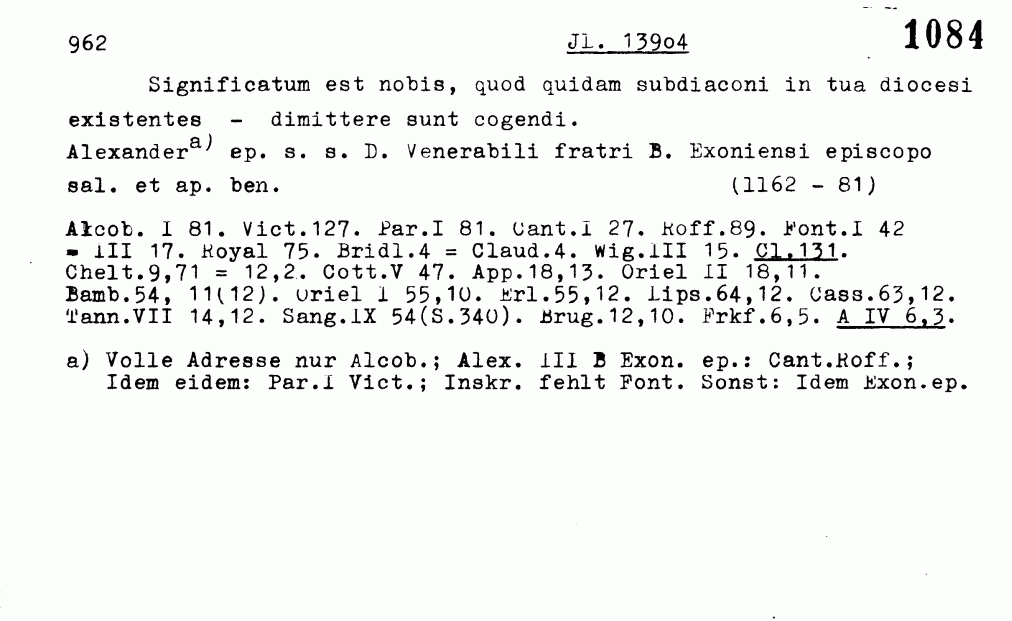 962 Jl. 139o4 1084
Significatum est nobis, quod quidam subdiaconi in tua diocesi
existentes - dimittere sunt cogendi.
Alexander a) ep. s. s. D. Venerabili fratri B. Exoniensi episcopo
sal. et ap. ben. (1162 - 81)
Alcob. I 81. Vict.127. Par.I 81. Cant.I 27. Roff.89. Font.I 42
= III 17. Royal 75. Bridl.4 = Claud.4. Wig.III 15. Cl.131.
Chelt.9,71 = 12,2. Cott.V 47. App.18,13. Oriel II 18,11.
Bamb.54, 11(12). Oriel I 55,10. Erl.55,12. Lips.64,12. Cass.63,12.
Tann.VII 14,12. Sang.IX 54(S.340). Brug.12,10. Frkf.6,5. A IV 6,3.
a) Volle Adresse nur Alcob.; Alex. III B Exon. ep.: Cant.Roff.;
Idem eidem: Par.I Vict.; Inskr. fehlt Font. Sonst: Idem Exon.ep.